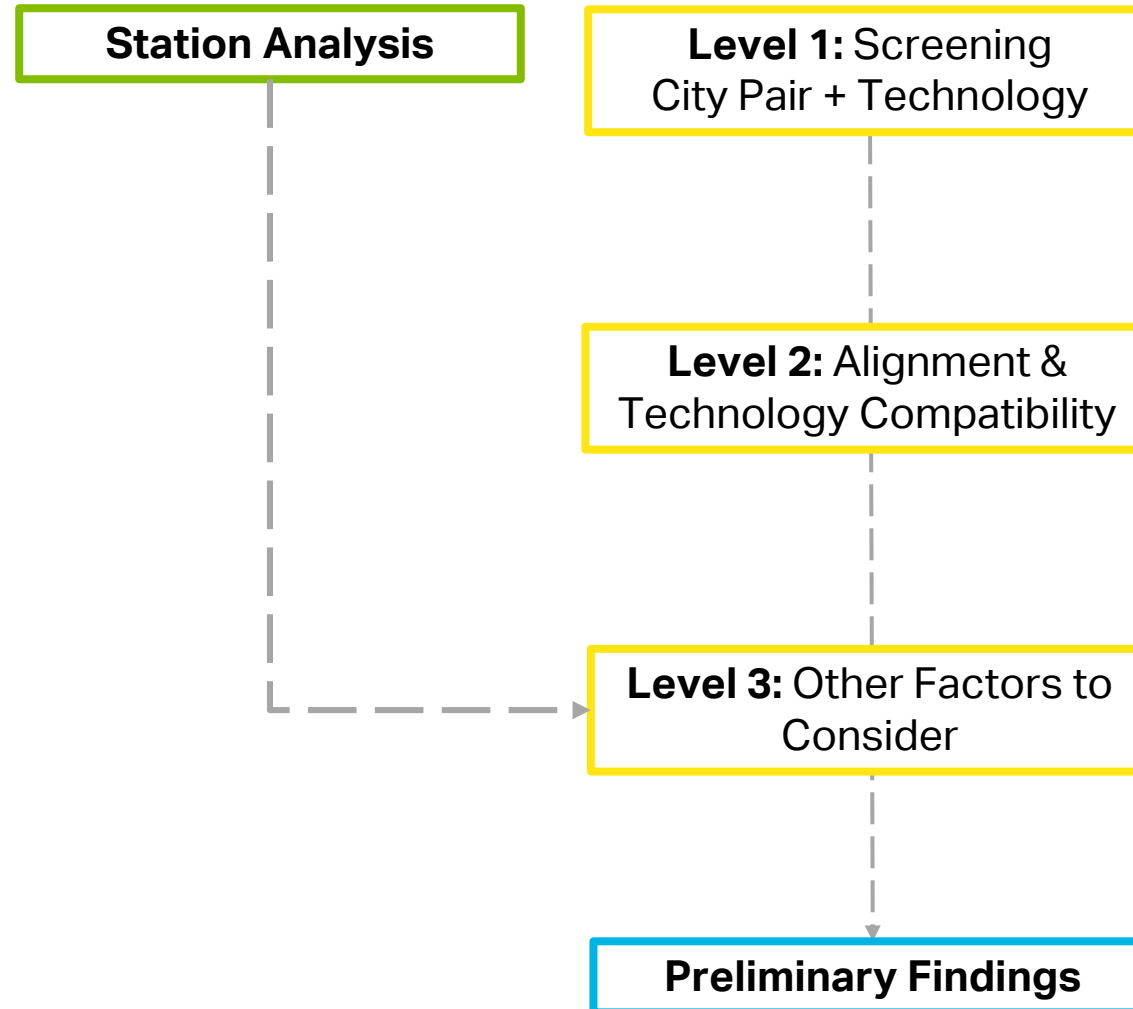 Station Analysis
Level 1: Screening
City Pair + Technology
Level 2: Alignment &
Technology Compatibility
Level 3: Other Factors to
Consider
Preliminary Findings